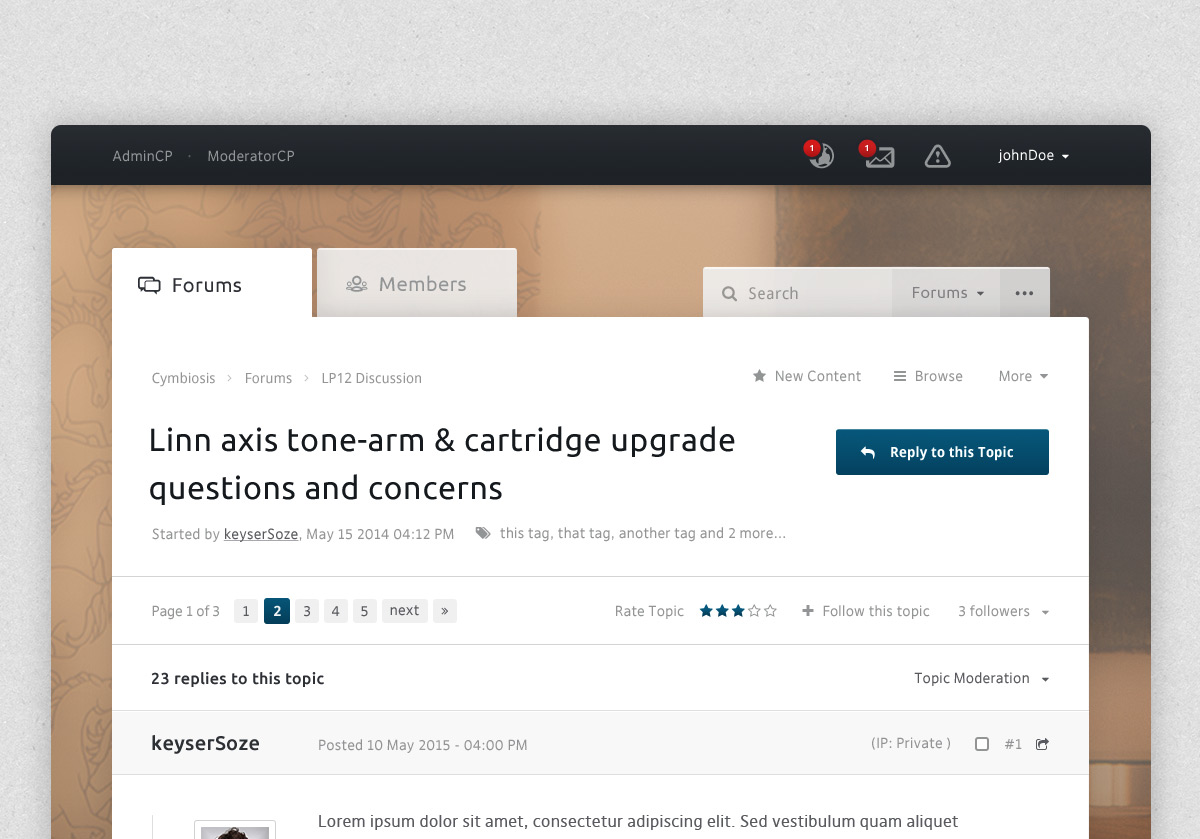 AdminCP · ModeratorCP
1
1
johnDoe
Forums
Members
Search
Forums
•••
Cymbiosis › Forums › LP12 Discussion
New Content
Browse
More
Linn axis tone-arm & cartridge upgrade
questions and concerns
Reply to this Topic
Started by keyserSoze, May 15 2014 04:12 PM
this tag, that tag, another tag and 2 more...
Page 1 of 3 1 2 3 4 5 next »
Rate Topic
Follow this topic
3 followers
23 replies to this topic
Topic Moderation
keyserSoze
Posted 10 May 2015 - 04:00 PM
(IP: Private )
#1
Lorem ipsum dolor sit amet, consectetur adipiscing elit. Sed vestibulum quam aliquet